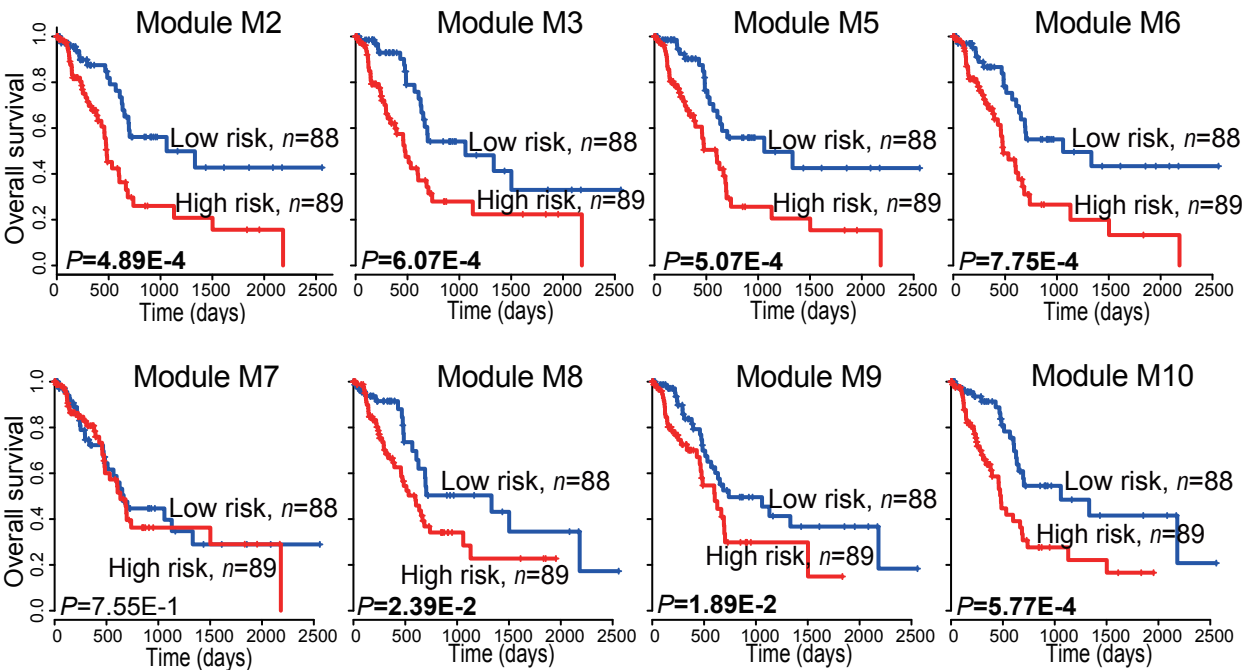 Module M2
Module M3
Module M5
Module M6
Overall survival
1.0
0.8
0.6
0.4
0.2
0.0
Low risk, n=88
High risk, n=89
P=4.89E-4
0 500 1000 1500 2000 2500
Time (days)
Low risk, n=88
High risk, n=89
P=6.07E-4
0 500 1000 1500 2000 2500
Time (days)
Low risk, n=88
High risk, n=89
P=5.07E-4
0 500 1000 1500 2000 2500
Time (days)
Low risk, n=88
High risk, n=89
P=7.75E-4
0 500 1000 1500 2000 2500
Time (days)
Module M7
Module M8
Module M9
Module M10
Overall survival
1.0
0.8
0.6
0.4
0.2
0.0
Low risk, n=88
High risk, n=89
P=7.55E-1
0 500 1000 1500 2000 2500
Time (days)
Low risk, n=88
High risk, n=89
P=2.39E-2
0 500 1000 1500 2000 2500
Time (days)
Low risk, n=88
High risk, n=89
P=1.89E-2
0 500 1000 1500 2000 2500
Time (days)
Low risk, n=88
High risk, n=89
P=5.77E-4
0 500 1000 1500 2000 2500
Time (days)